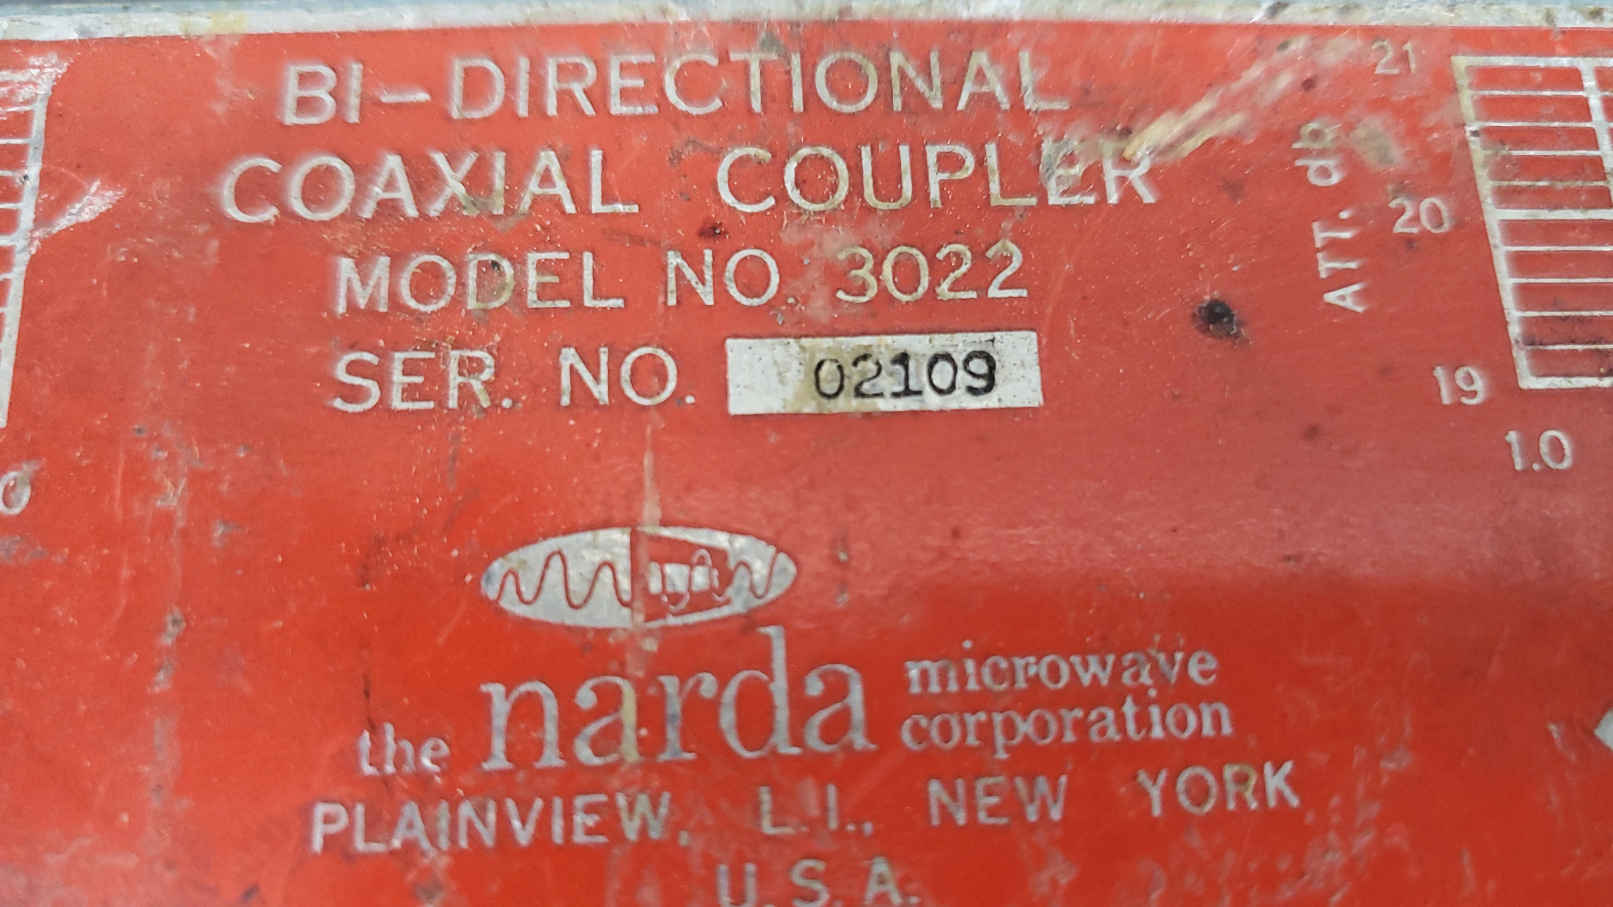 BI-DIRECTIONAL
COAXIAL COUPLER
MODEL NO. 3022
SER. NO. 02109
the narda microwave corporation
PLAINVIEW, L.I., NEW YORK
U.S.A.
ATT. db
21
20
19
1.0
0